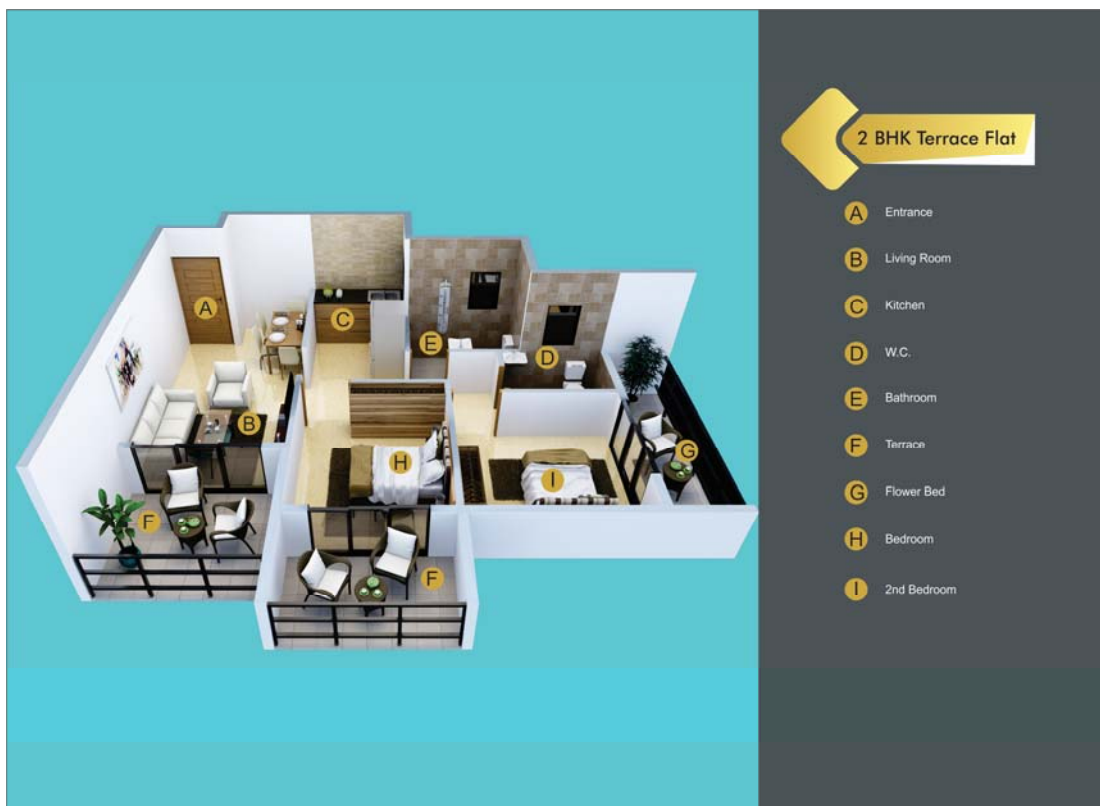 2 BHK Terrace Flat
A Entrance
B Living Room
C Kitchen
D W.C.
E Bathroom
F Terrace
G Flower Bed
H Bedroom
I 2nd Bedroom
A
C
E
D
B
G
H
I
F
F